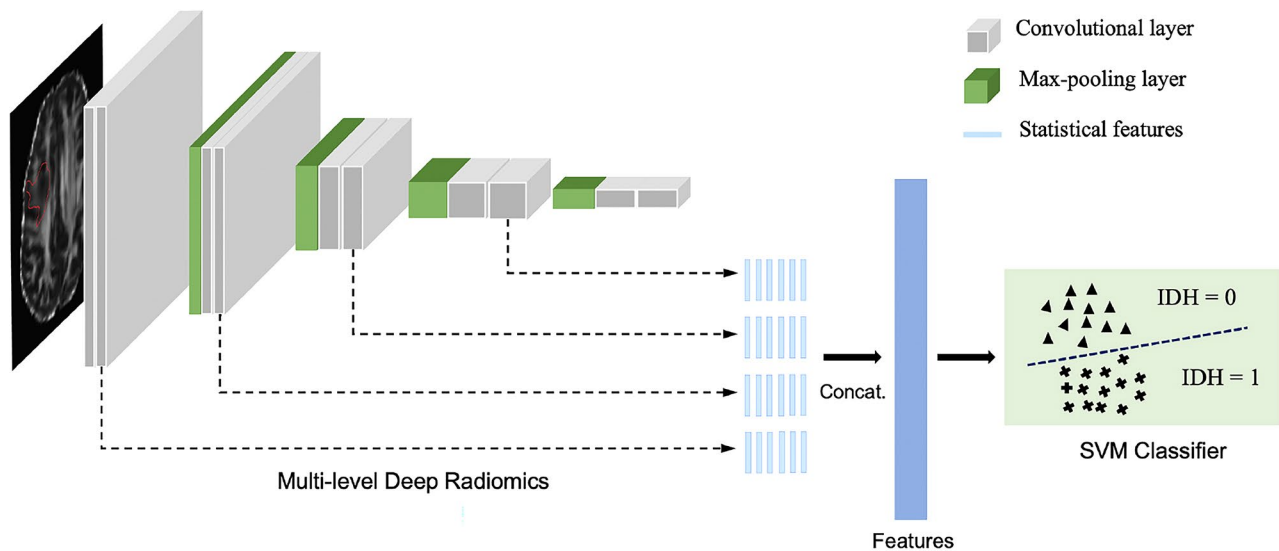 Convolutional layer
Max-pooling layer
Statistical features
IDH = 0
IDH = 1
Concat.
SVM Classifier
Multi-level Deep Radiomics
Features